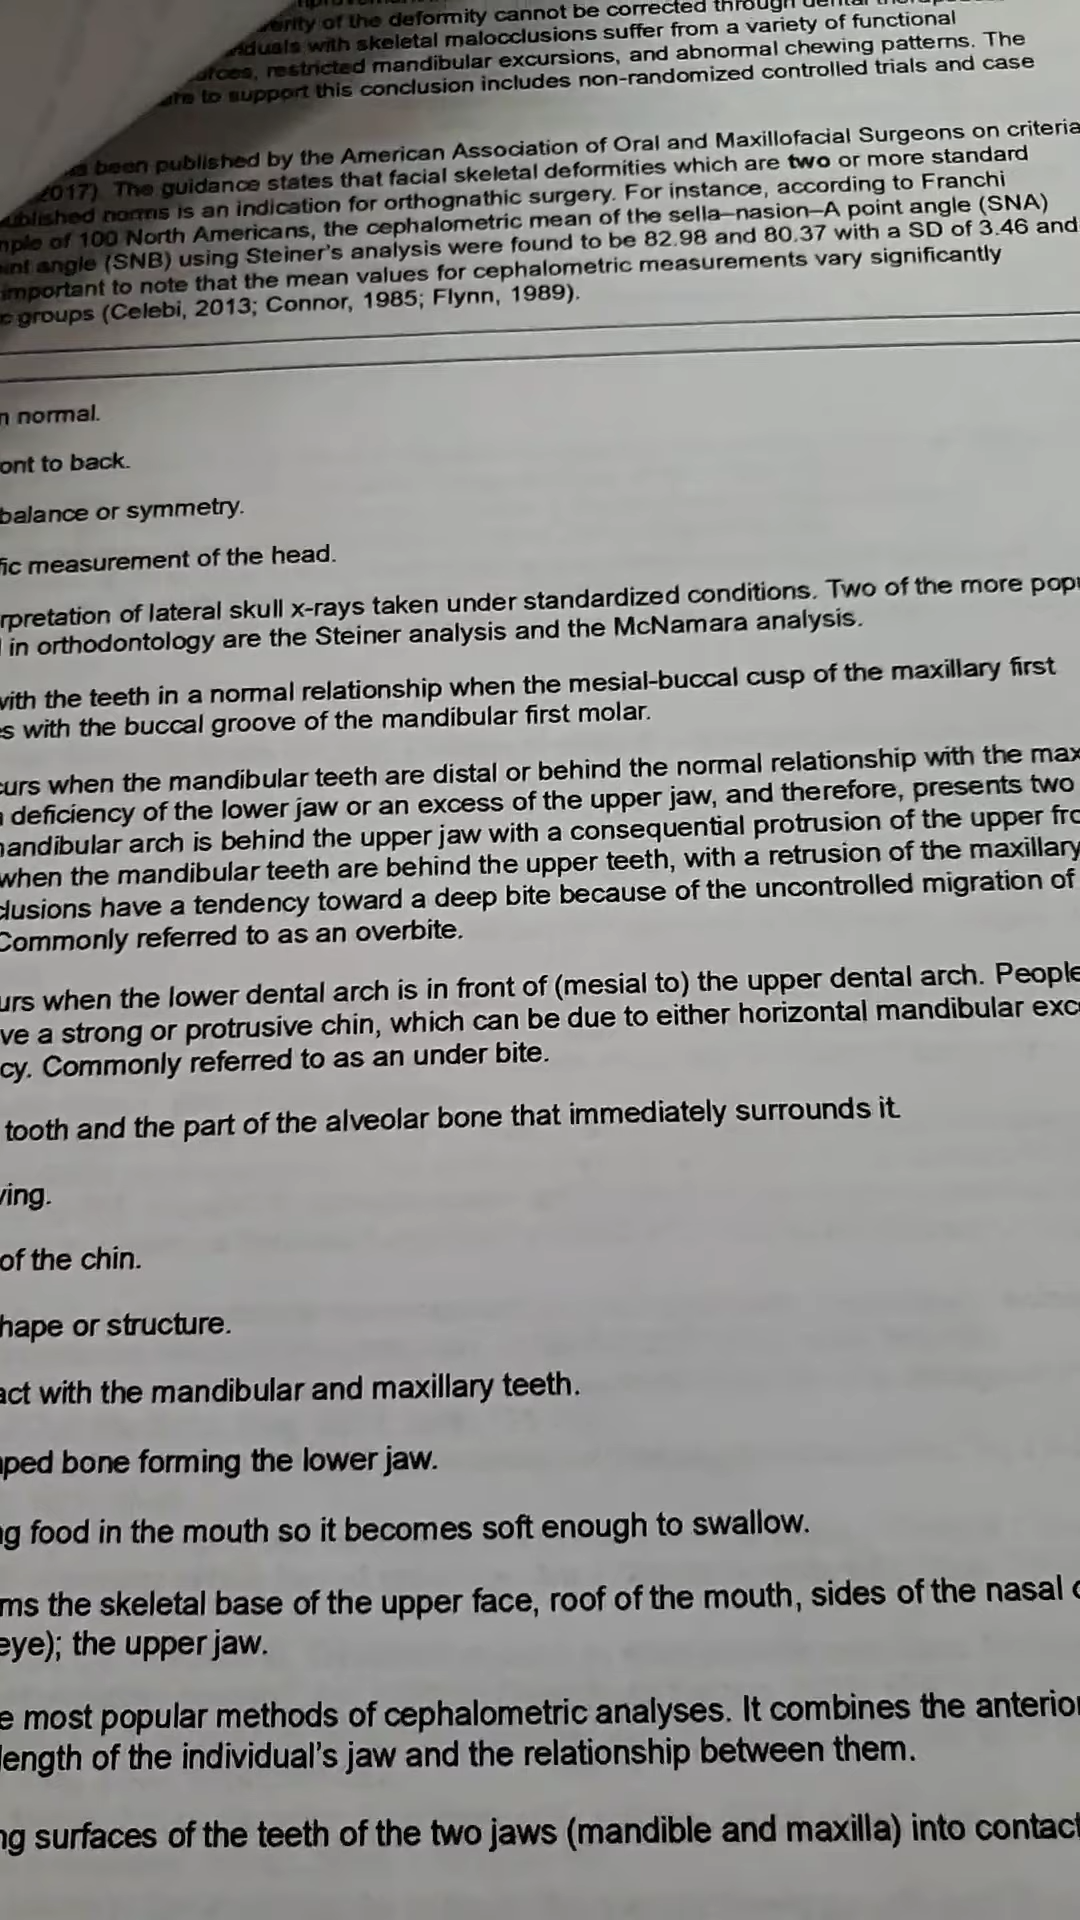 of the deformity cannot be corrected through
with skeletal malocclusions suffer from a variety of functional
restricted mandibular excursions, and abnormal chewing patterns. The
to support this conclusion includes non-randomized controlled trials and case
been published by the American Association of Oral and Maxillofacial Surgeons on criteria
2017). The guidance states that facial skeletal deformities which are two or more standard
norms is an indication for orthognathic surgery. For instance, according to Franchi
of 100 North Americans, the cephalometric mean of the sella–nasion–A point angle (SNA)
angle (SNB) using Steiner's analysis were found to be 82.98 and 80.37 with a SD of 3.46 and
important to note that the mean values for cephalometric measurements vary significantly
groups (Celebi, 2013; Connor, 1985; Flynn, 1989).
normal.
ont to back.
balance or symmetry.
fic measurement of the head.
rpretation of lateral skull x-rays taken under standardized conditions. Two of the more
in orthodontology are the Steiner analysis and the McNamara analysis.
with the teeth in a normal relationship when the mesial-buccal cusp of the maxillary first
with the buccal groove of the mandibular first molar.
curs when the mandibular teeth are distal or behind the normal relationship with the max
deficiency of the lower jaw or an excess of the upper jaw, and therefore, presents two
mandibular arch is behind the upper jaw with a consequential protrusion of the upper fro
when the mandibular teeth are behind the upper teeth, with a retrusion of the maxillary
clusions have a tendency toward a deep bite because of the uncontrolled migration of
Commonly referred to as an overbite.
urs when the lower dental arch is in front of (mesial to) the upper dental arch. People
ve a strong or protrusive chin, which can be due to either horizontal mandibular exc
cy. Commonly referred to as an under bite.
tooth and the part of the alveolar bone that immediately surrounds it.
ving.
of the chin.
hape or structure.
act with the mandibular and maxillary teeth.
ped bone forming the lower jaw.
ng food in the mouth so it becomes soft enough to swallow.
ms the skeletal base of the upper face, roof of the mouth, sides of the nasal
eye); the upper jaw.
e most popular methods of cephalometric analyses. It combines the anterior
length of the individual's jaw and the relationship between them.
ng surfaces of the teeth of the two jaws (mandible and maxilla) into contact